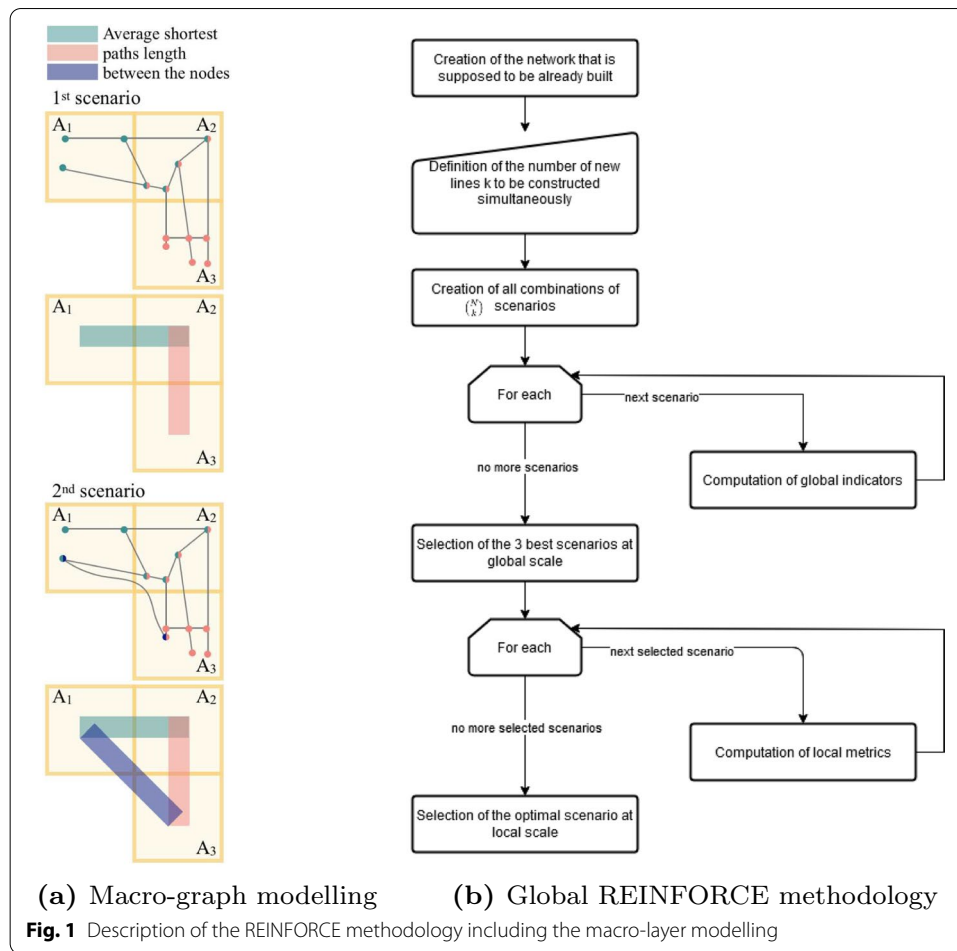 Average shortest
paths length
between the nodes
1st scenario
A1
A2
A3
A1
A2
A3
2nd scenario
A1
A2
A3
A1
A2
A3
(a) Macro-graph modelling
Creation of the network that is
supposed to be already built
Definition of the number of new
lines k to be constructed
simultaneously
Creation of all combinations of
(N k) scenarios
For each
next scenario
Computation of global indicators
no more scenarios
Selection of the 3 best scenarios at
global scale
For each
next selected scenario
Computation of local metrics
no more selected scenarios
Selection of the optimal scenario at
local scale
(b) Global REINFORCE methodology
Fig. 1 Description of the REINFORCE methodology including the macro-layer modelling